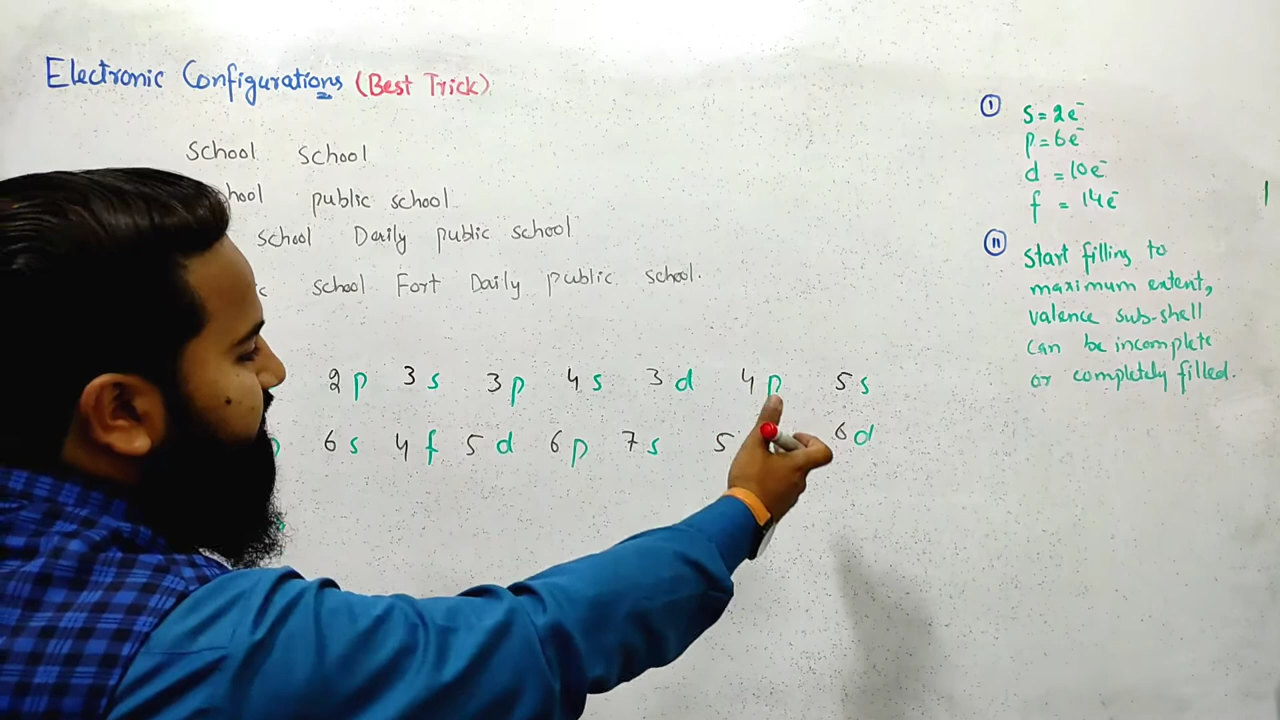 Electronic Configurations (Best Trick)
School School
hool public school
school Daily public school
school Fort Daily public school.
2p 3s 3p 4s 3d 4p 5s
6s 4f 5d 6p 7s 5 6d
I s = 2e⁻
p = 6e⁻
d = 10e⁻
f = 14e⁻
II Start filling to
maximum extent,
valence sub-shell
can be incomplete
or completely filled.